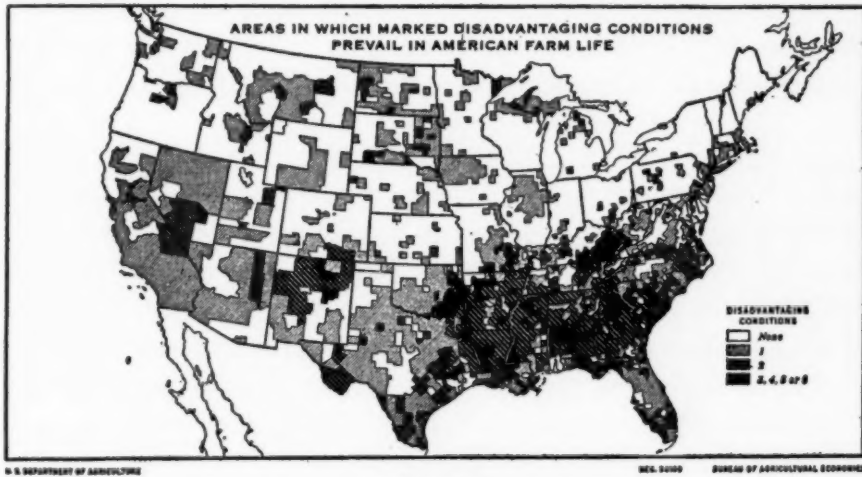 AREAS IN WHICH MARKED DISADVANTAGING CONDITIONS
PREVAIL IN AMERICAN FARM LIFE
DISADVANTAGING
CONDITIONS
None
1
2
3, 4, 5 or 6
U. S. DEPARTMENT OF AGRICULTURE
NEG. BUREAU OF AGRICULTURAL ECONOMICS